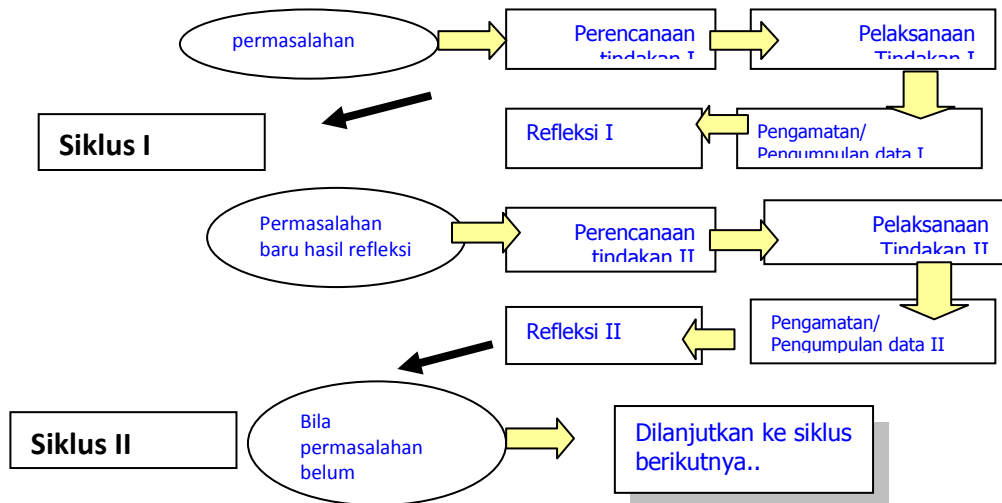 permasalahan
Perencanaan
tindakan I
Pelaksanaan
Tindakan I
Siklus I
Refleksi I
Pengamatan/
Pengumpulan data I
Permasalahan
baru hasil refleksi
Perencanaan
tindakan II
Pelaksanaan
Tindakan II
Refleksi II
Pengamatan/
Pengumpulan data II
Siklus II
Bila
permasalahan
belum
Dilanjutkan ke siklus
berikutnya..